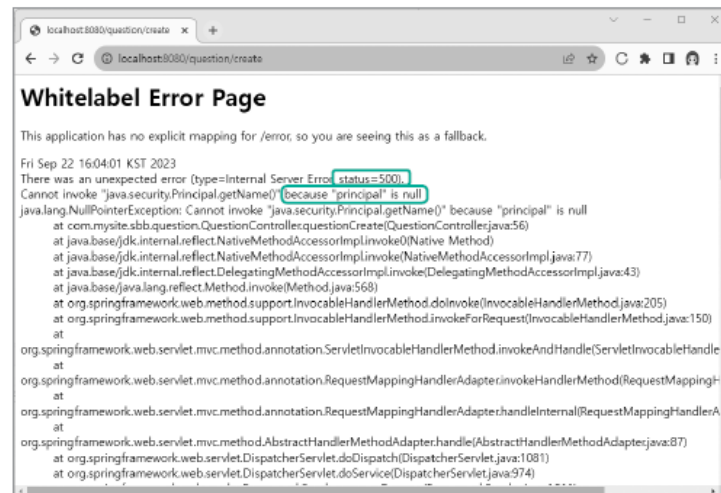 localhost:8080/question/create
localhost:8080/question/create
Whitelabel Error Page
This application has no explicit mapping for /error, so you are seeing this as a fallback.
Fri Sep 22 16:04:01 KST 2023
There was an unexpected error (type=Internal Server Error, status=500).
Cannot invoke "java.security.Principal.getName()" because "principal" is null
java.lang.NullPointerException: Cannot invoke "java.security.Principal.getName()" because "principal" is null
at com.mysite.sbb.question.QuestionController.questionCreate(QuestionController.java:56)
at java.base/jdk.internal.reflect.NativeMethodAccessorImpl.invoke0(Native Method)
at java.base/jdk.internal.reflect.NativeMethodAccessorImpl.invoke(NativeMethodAccessorImpl.java:77)
at java.base/jdk.internal.reflect.DelegatingMethodAccessorImpl.invoke(DelegatingMethodAccessorImpl.java:43)
at java.base/java.lang.reflect.Method.invoke(Method.java:568)
at org.springframework.web.method.support.InvocableHandlerMethod.doInvoke(InvocableHandlerMethod.java:205)
at org.springframework.web.method.support.InvocableHandlerMethod.invokeForRequest(InvocableHandlerMethod.java:150)
at
org.springframework.web.servlet.mvc.method.annotation.ServletInvocableHandlerMethod.invokeAndHandle(ServletInvocableHandle
at
org.springframework.web.servlet.mvc.method.annotation.RequestMappingHandlerAdapter.invokeHandlerMethod(RequestMappingH
at
org.springframework.web.servlet.mvc.method.annotation.RequestMappingHandlerAdapter.handleInternal(RequestMappingHandlerA
at
org.springframework.web.servlet.mvc.method.AbstractHandlerMethodAdapter.handle(AbstractHandlerMethodAdapter.java:87)
at org.springframework.web.servlet.DispatcherServlet.doDispatch(DispatcherServlet.java:1081)
at org.springframework.web.servlet.DispatcherServlet.doService(DispatcherServlet.java:974)